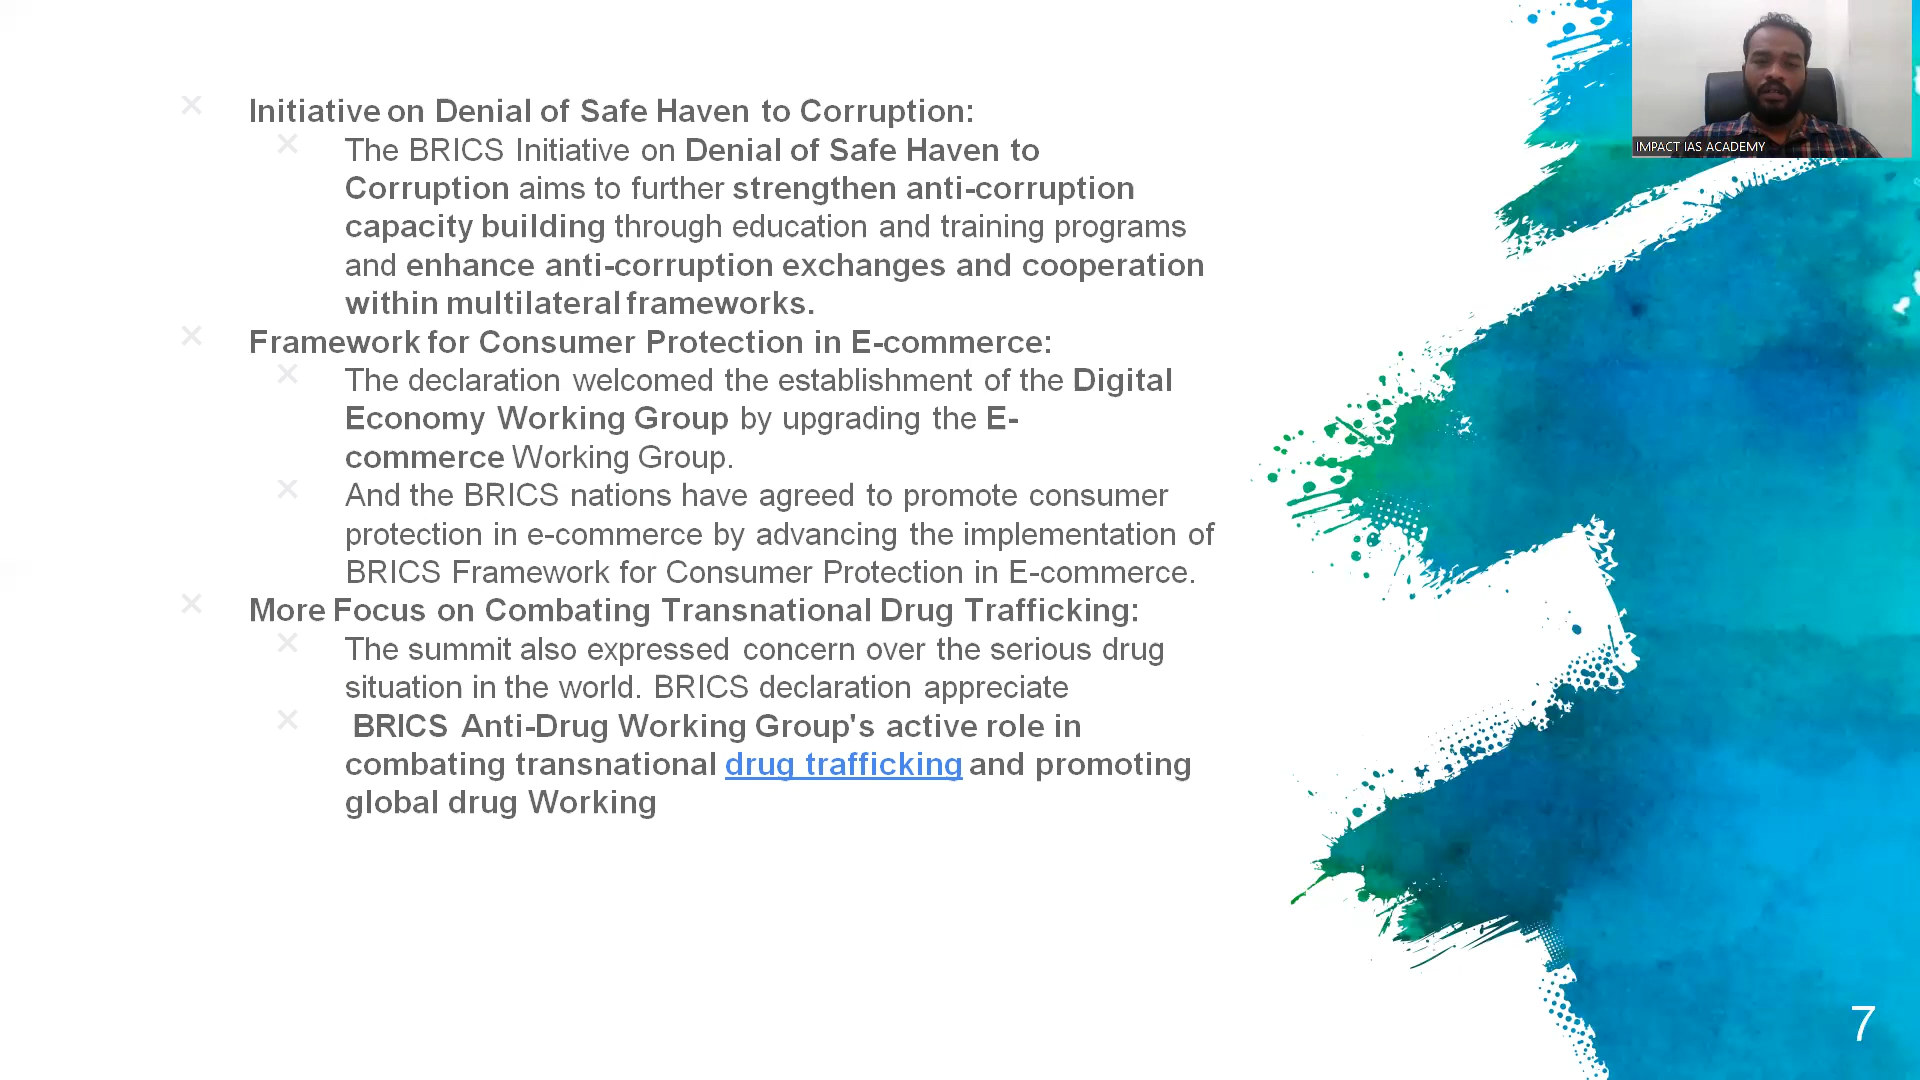 IMPACT IAS ACADEMY
Initiative on Denial of Safe Haven to Corruption:
The BRICS Initiative on Denial of Safe Haven to
Corruption aims to further strengthen anti-corruption
capacity building through education and training programs
and enhance anti-corruption exchanges and cooperation
within multilateral frameworks.
Framework for Consumer Protection in E-commerce:
The declaration welcomed the establishment of the Digital
Economy Working Group by upgrading the E-
commerce Working Group.
And the BRICS nations have agreed to promote consumer
protection in e-commerce by advancing the implementation of
BRICS Framework for Consumer Protection in E-commerce.
More Focus on Combating Transnational Drug Trafficking:
The summit also expressed concern over the serious drug
situation in the world. BRICS declaration appreciate
BRICS Anti-Drug Working Group's active role in
combating transnational drug trafficking and promoting
global drug Working
7